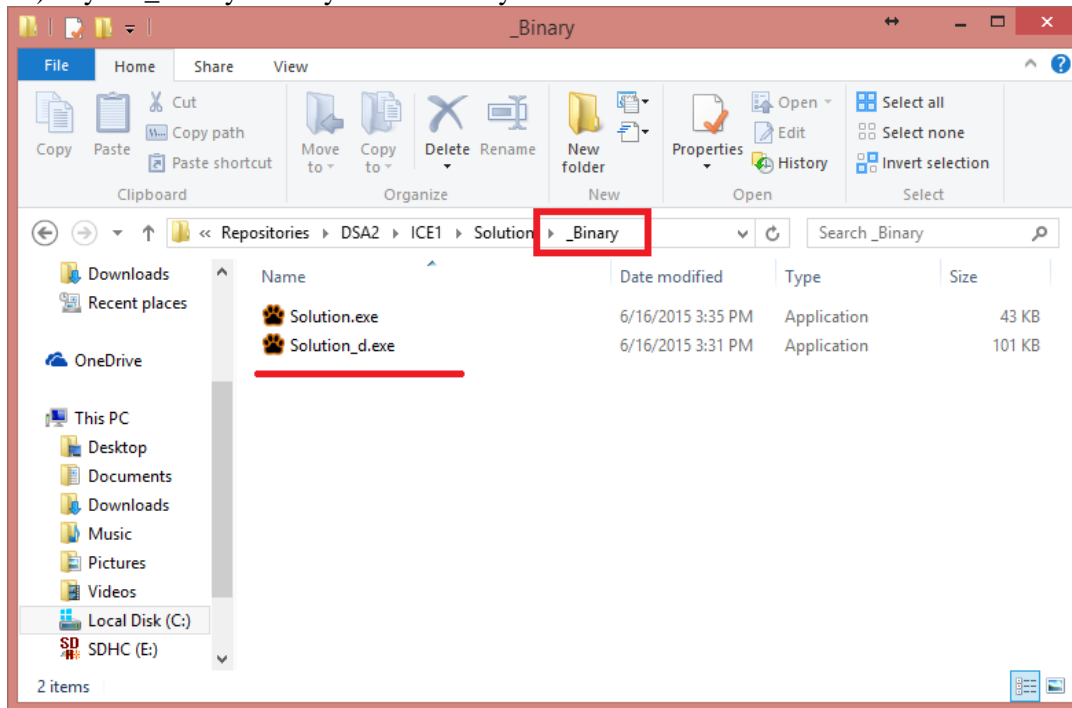 _Binary
File Home Share View
Copy
Paste
Cut
Copy path
Paste shortcut
Clipboard
Move to
Copy to
Delete
Rename
Organize
New folder
New
Properties
Open
Edit
History
Open
Select all
Select none
Invert selection
Select
« Repositories DSA2 ICE1 Solution _Binary
Search _Binary
Downloads
Recent places
OneDrive
This PC
Desktop
Documents
Downloads
Music
Pictures
Videos
Local Disk (C:)
SDHC (E:)
Name Date modified Type Size
Solution.exe 6/16/2015 3:35 PM Application 43 KB
Solution_d.exe 6/16/2015 3:31 PM Application 101 KB
2 items